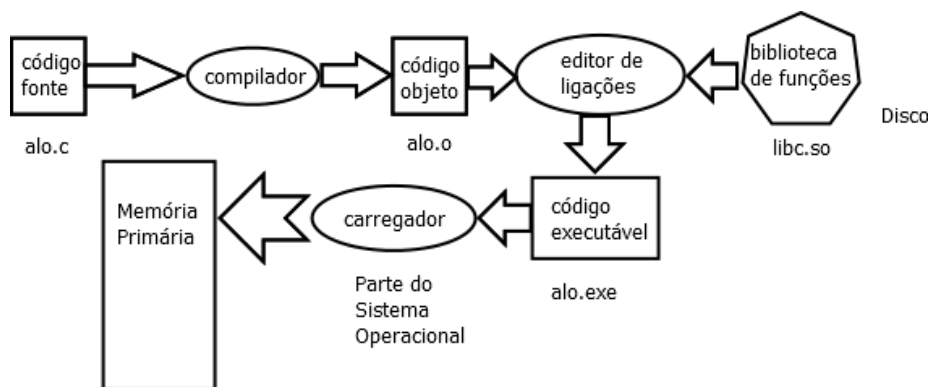 código
fonte
alo.c
compilador
código
objeto
alo.o
editor de
ligações
biblioteca
de funções
libc.so
Disco
código
executável
alo.exe
carregador
Parte do
Sistema
Operacional
Memória
Primária